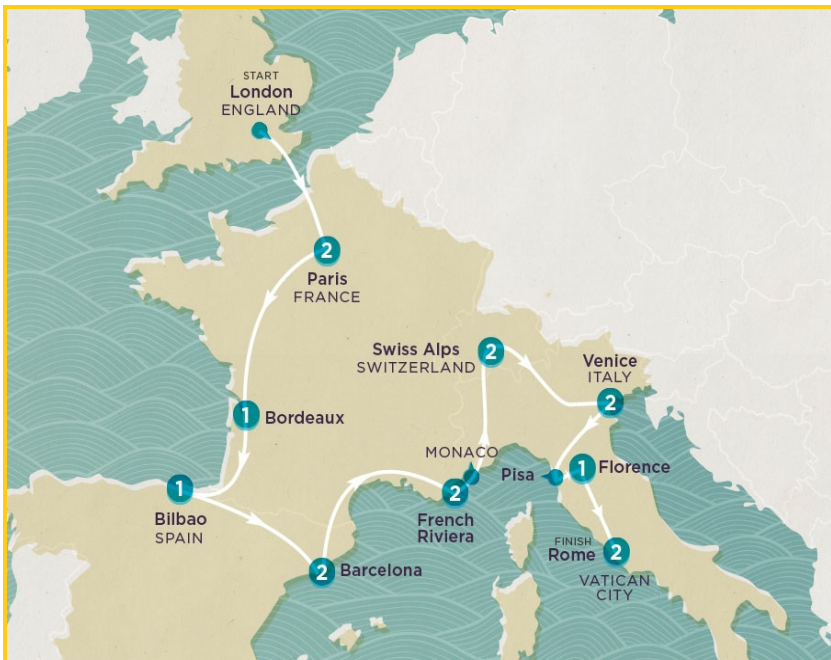 START
London
ENGLAND
2
Paris
FRANCE
1
Bordeaux
1
Bilbao
SPAIN
2
Barcelona
MONACO
2
French
Riviera
Swiss Alps
SWITZERLAND
2
Venice
ITALY
2
Pisa
1
Florence
FINISH
Rome
2
VATICAN
CITY